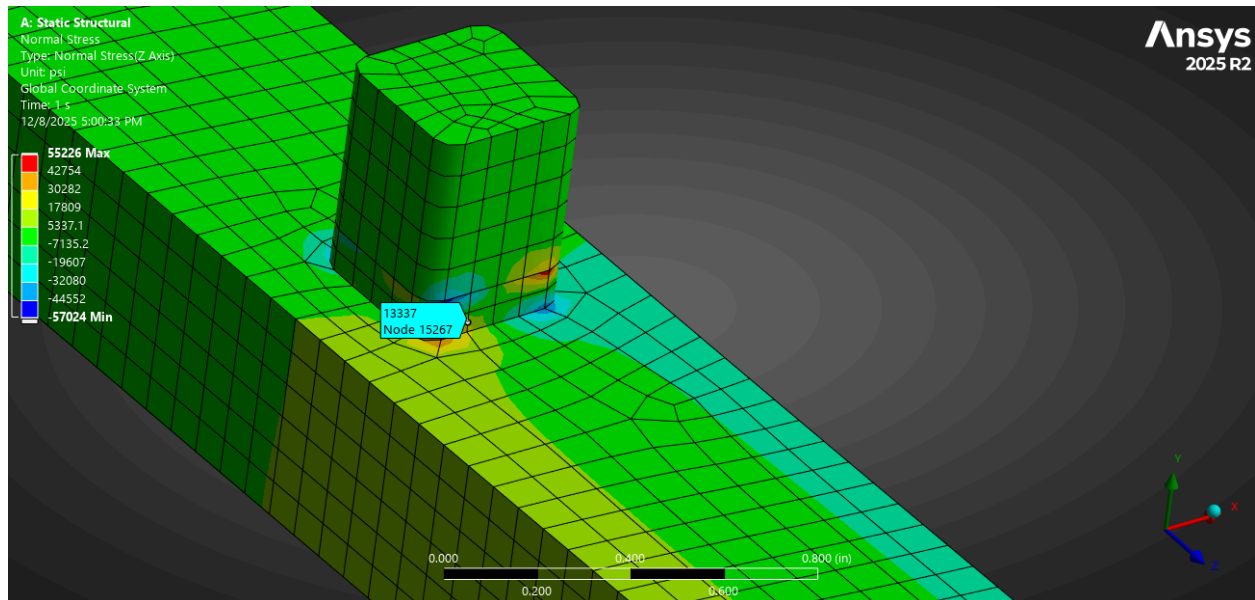 A: Static Structural
Normal Stress
Type: Normal Stress(Z Axis)
Unit: psi
Global Coordinate System
Time: 1 s
12/8/2025 5:00:33 PM
55226 Max
42754
30282
17809
5337.1
-7135.2
-19607
-32080
-44552
-57024 Min
Ansys
2025 R2
13337
Node 15267
0.000
0.400
0.800 (in)
0.200
0.600
Y
X
Z